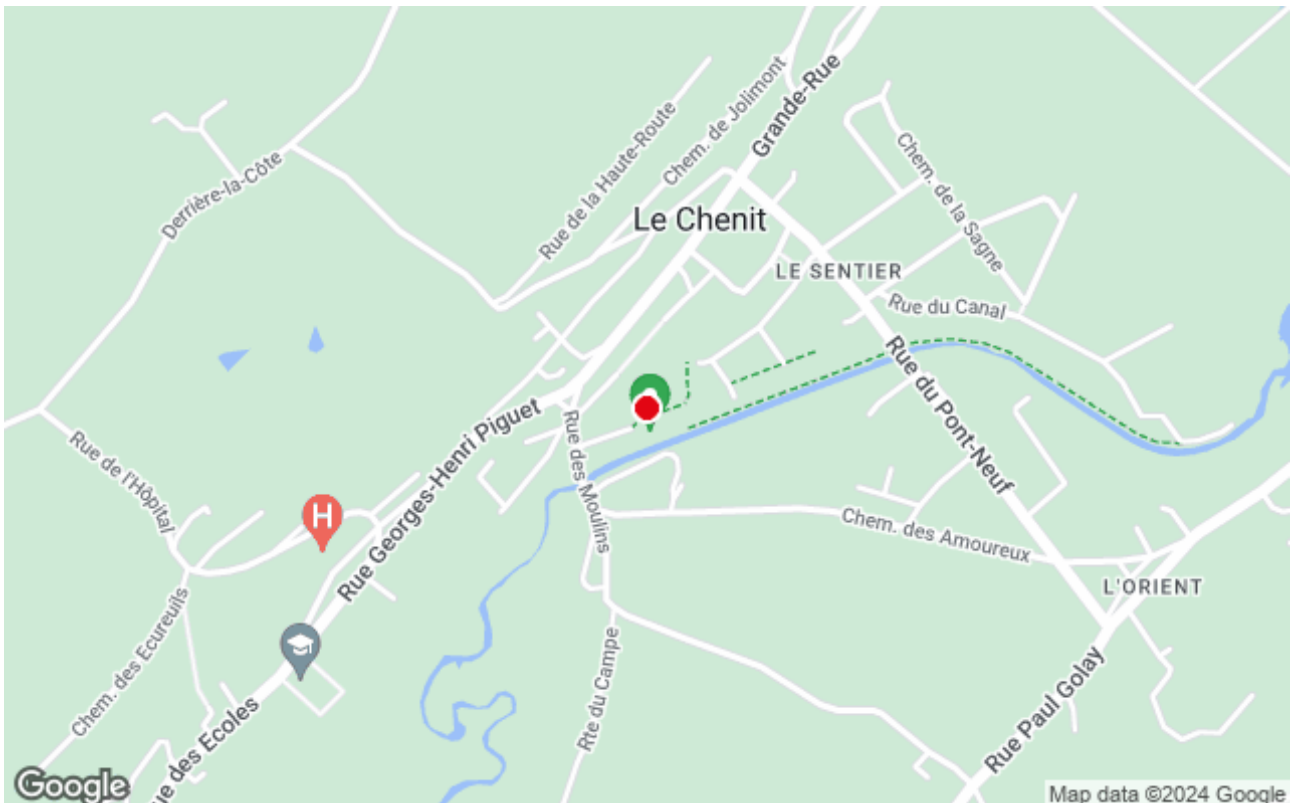 Grande-Rue
Chem. de Jolimont
Rue de la Haute-Route
Derrière-la-Côte
Chem. de la Sagne
Le Chenit
LE SENTIER
Rue du Canal
Rue du Pont-Neuf
Rue Georges-Henri Piguet
Rue des Moulins
Rue de l'Hôpital
H
Chem. des Amoureux
L'ORIENT
Chem. des Ecureuils
Rte du Campe
Rue Paul Golay
ue des Ecoles
Google
Map data ©2024 Google